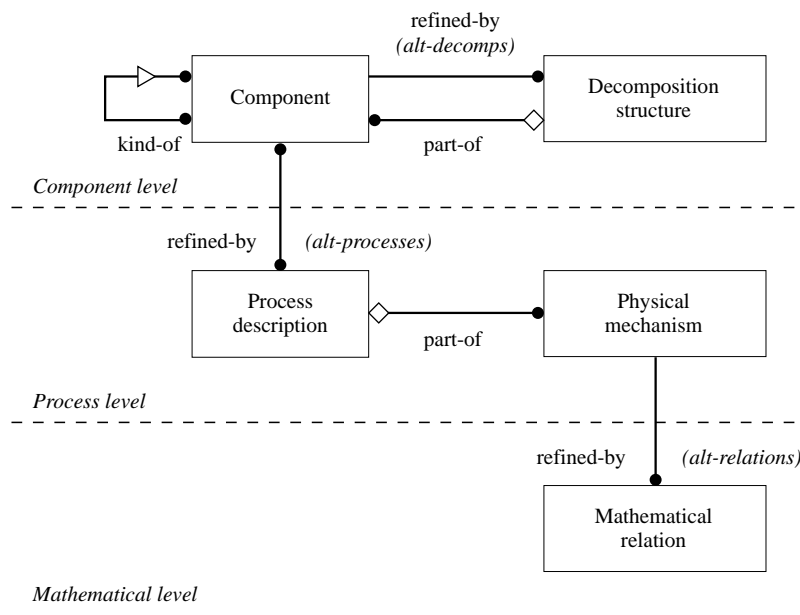 refined-by
(alt-decomps)
Component
Decomposition
structure
kind-of
part-of
Component level
refined-by
(alt-processes)
Process
description
Physical
mechanism
part-of
Process level
refined-by
(alt-relations)
Mathematical
relation
Mathematical level